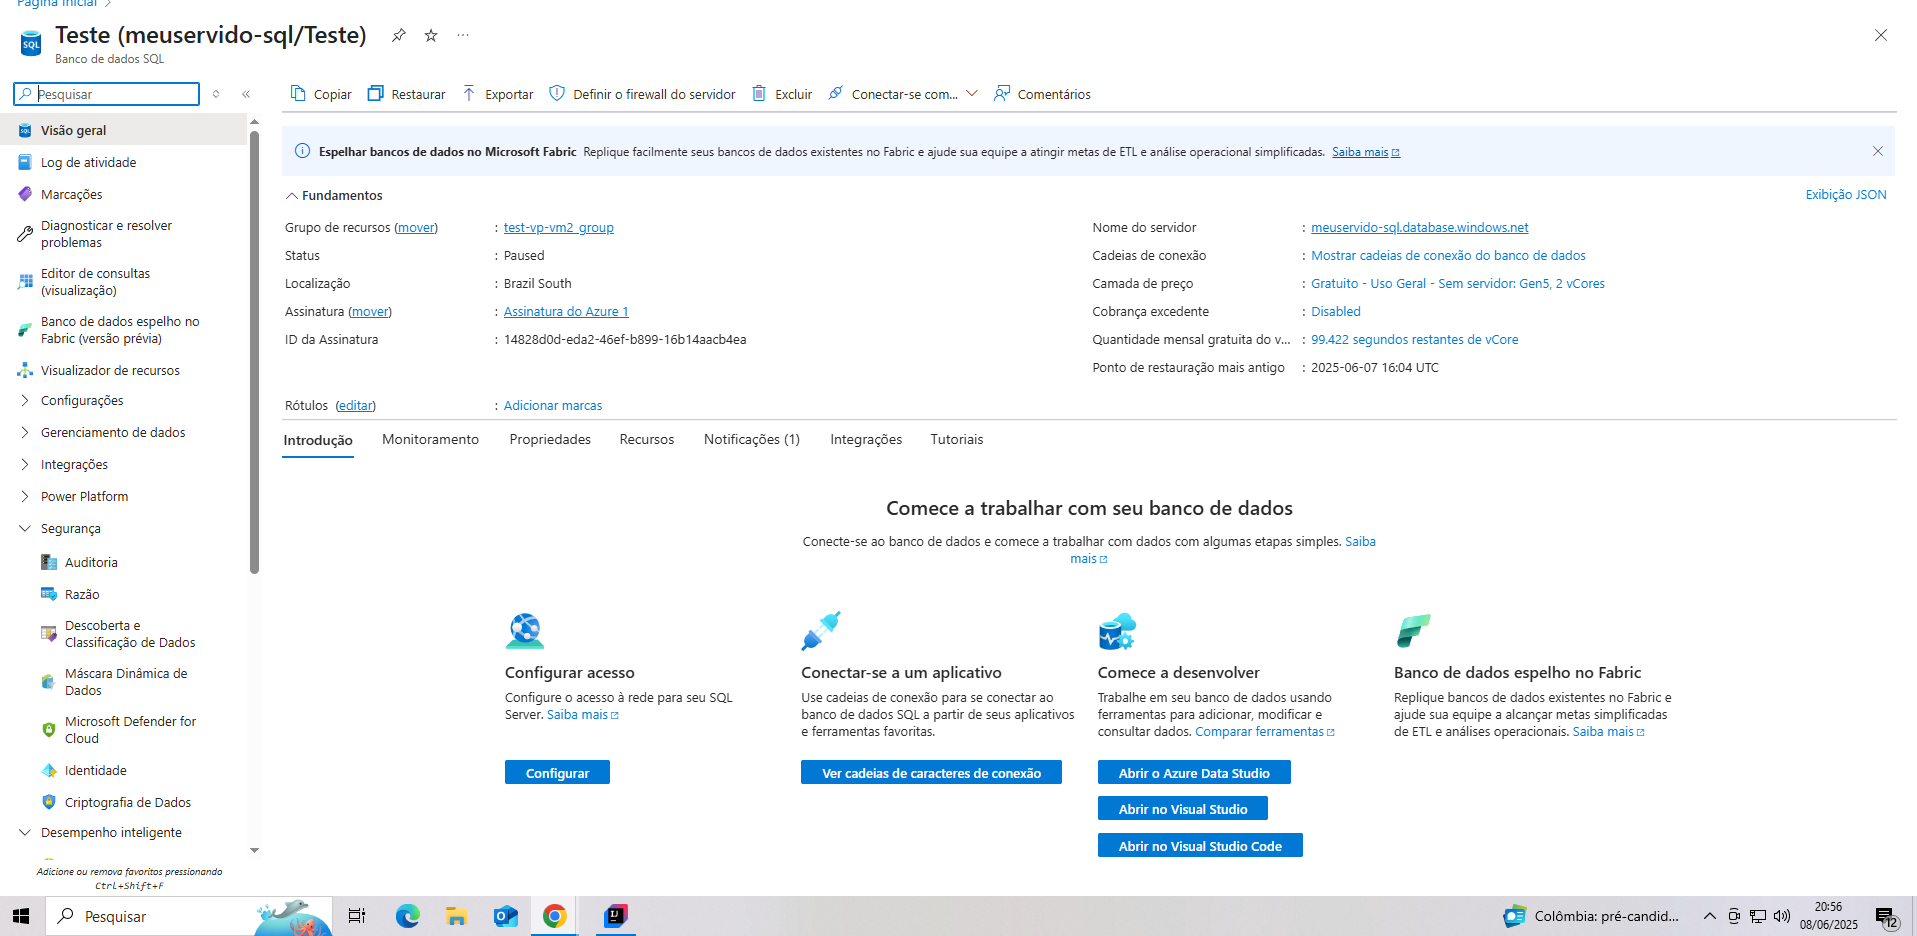 Página inicial
Teste (meuservido-sql/Teste)
Banco de dados SQL
Pesquisar
Copiar
Restaurar
Exportar
Definir o firewall do servidor
Excluir
Conectar-se com...
Comentários
Visão geral
Log de atividade
Marcações
Diagnosticar e resolver
problemas
Editor de consultas
(visualização)
Banco de dados espelho no
Fabric (versão prévia)
Visualizador de recursos
Configurações
Gerenciamento de dados
Integrações
Power Platform
Segurança
Auditoria
Razão
Descoberta e
Classificação de Dados
Máscara Dinâmica de
Dados
Microsoft Defender for
Cloud
Identidade
Criptografia de Dados
Desempenho inteligente
Adicione ou remova favoritos pressionando
Ctrl+Shift+F
Espelhar bancos de dados no Microsoft Fabric Replique facilmente seus bancos de dados existentes no Fabric e ajude sua equipe a atingir metas de ETL e análise operacional simplificadas. Saiba mais
Fundamentos
Exibição JSON
Grupo de recursos (mover) : test-vp-vm2_group
Status : Paused
Localização : Brazil South
Assinatura (mover) : Assinatura do Azure 1
ID da Assinatura : 14828d0d-eda2-46ef-b899-16b14aacb4ea
Nome do servidor : meuservido-sql.database.windows.net
Cadeias de conexão : Mostrar cadeias de conexão do banco de dados
Camada de preço : Gratuito - Uso Geral - Sem servidor: Gen5, 2 vCores
Cobrança excedente : Disabled
Quantidade mensal gratuita do v... : 99.422 segundos restantes de vCore
Ponto de restauração mais antigo : 2025-06-07 16:04 UTC
Rótulos (editar) : Adicionar marcas
Introdução
Monitoramento
Propriedades
Recursos
Notificações (1)
Integrações
Tutoriais
Comece a trabalhar com seu banco de dados
Conecte-se ao banco de dados e comece a trabalhar com dados com algumas etapas simples. Saiba
mais
Configurar acesso
Configure o acesso à rede para seu SQL
Server. Saiba mais
Configurar
Conectar-se a um aplicativo
Use cadeias de conexão para se conectar ao
banco de dados SQL a partir de seus aplicativos
e ferramentas favoritas.
Ver cadeias de caracteres de conexão
Comece a desenvolver
Trabalhe em seu banco de dados usando
ferramentas para adicionar, modificar e
consultar dados. Comparar ferramentas
Abrir o Azure Data Studio
Abrir no Visual Studio
Abrir no Visual Studio Code
Banco de dados espelho no Fabric
Replique bancos de dados existentes no Fabric e
ajude sua equipe a alcançar metas simplificadas
de ETL e análises operacionais. Saiba mais
Pesquisar
Colômbia: pré-candid...
20:56
08/06/2025
12